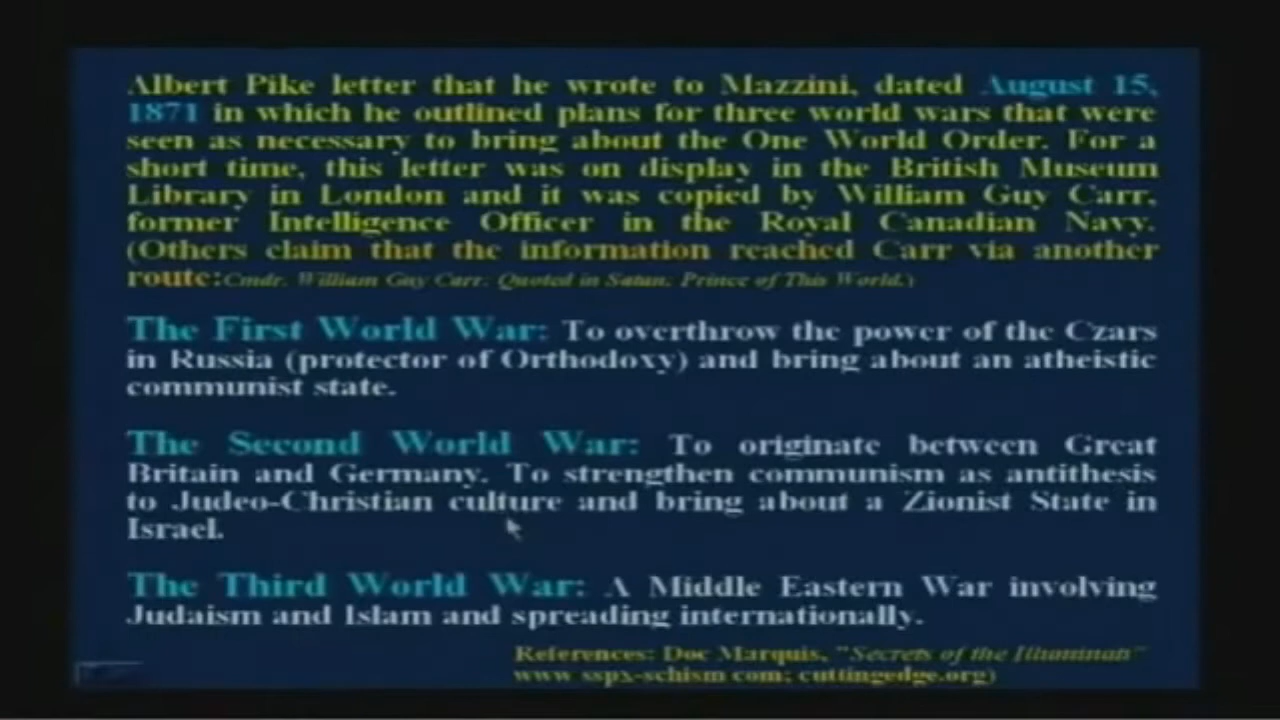 Albert Pike letter that he wrote to Mazzini, dated August 15,
1871 in which he outlined plans for three world wars that were
seen as necessary to bring about the One World Order. For a
short time, this letter was on display in the British Museum
Library in London and it was copied by William Guy Carr,
former Intelligence Officer in the Royal Canadian Navy.
(Others claim that the information reached Carr via another
route:Cmdr. William Guy Carr. Quoted in Satan. Prince of This World.)
The First World War: To overthrow the power of the Czars
in Russia (protector of Orthodoxy) and bring about an atheistic
communist state.
The Second World War: To originate between Great
Britain and Germany. To strengthen communism as antithesis
to Judeo-Christian culture and bring about a Zionist State in
Israel.
The Third World War: A Middle Eastern War involving
Judaism and Islam and spreading internationally.
References: Doc Marquis, "Secrets of the Illuminati"
www sspx-schism com; cuttingedge.org)